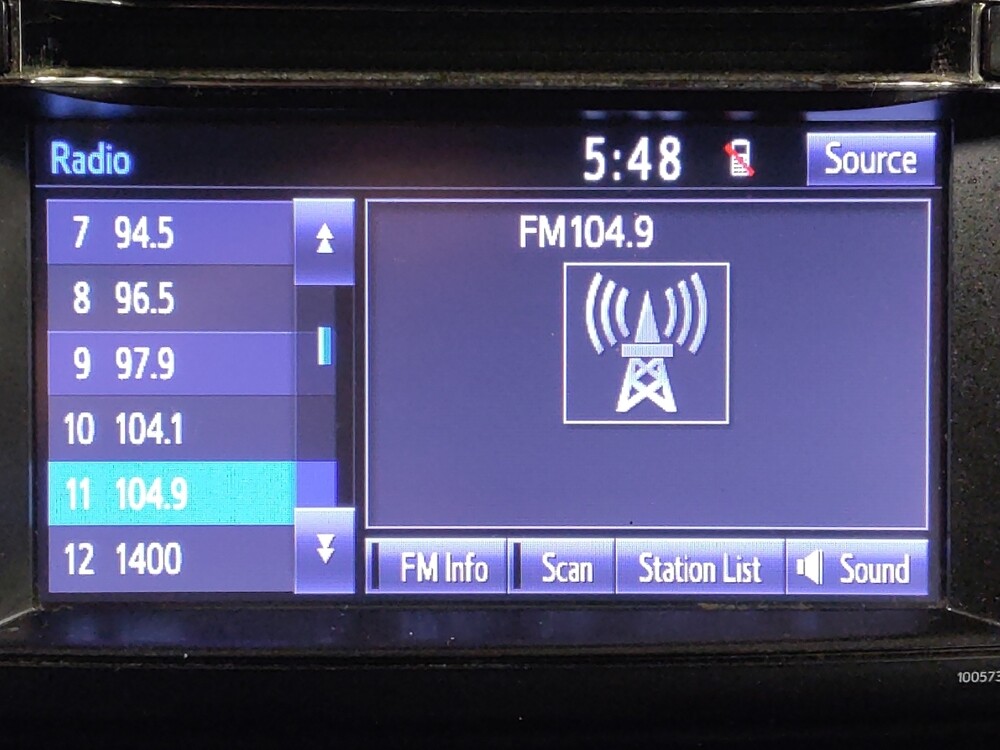 Radio 5:48 Source
7 94.5
8 96.5
9 97.9
10 104.1
11 104.9
12 1400
FM104.9
FM Info Scan Station List Sound
100573